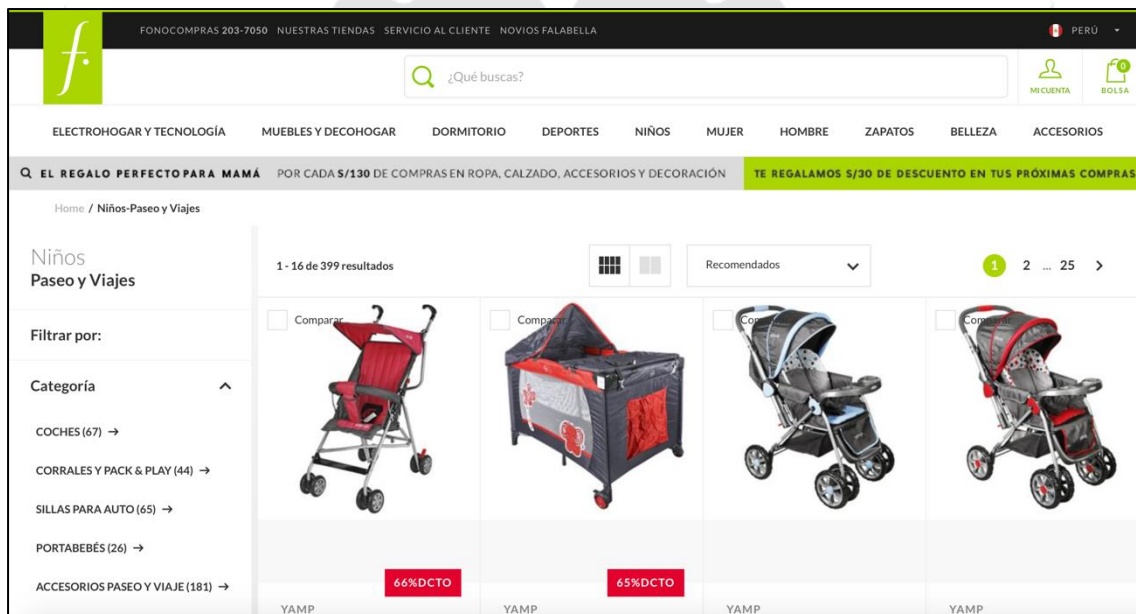 f.
FONOCOMPRAS 203-7050 NUESTRAS TIENDAS SERVICIO AL CLIENTE NOVIOS FALABELLA
PERÚ
¿Qué buscas?
MI CUENTA
0
BOLSA
ELECTROHOGAR Y TECNOLOGÍA MUEBLES Y DECOHOGAR DORMITORIO DEPORTES NIÑOS MUJER HOMBRE ZAPATOS BELLEZA ACCESORIOS
EL REGALO PERFECTO PARA MAMÁ POR CADA S/130 DE COMPRAS EN ROPA, CALZADO, ACCESORIOS Y DECORACIÓN TE REGALAMOS S/30 DE DESCUENTO EN TUS PRÓXIMAS COMPRAS
Home / Niños-Paseo y Viajes
Niños
Paseo y Viajes
1 - 16 de 399 resultados
Recomendados
1 2 ... 25
Filtrar por:
Categoría
COCHES (67) →
CORRALES Y PACK & PLAY (44) →
SILLAS PARA AUTO (65) →
PORTABEBÉS (26) →
ACCESORIOS PASEO Y VIAJE (181) →
Comparar Comparar Comparar Comparar
66%DCTO 65%DCTO
YAMP YAMP YAMP YAMP